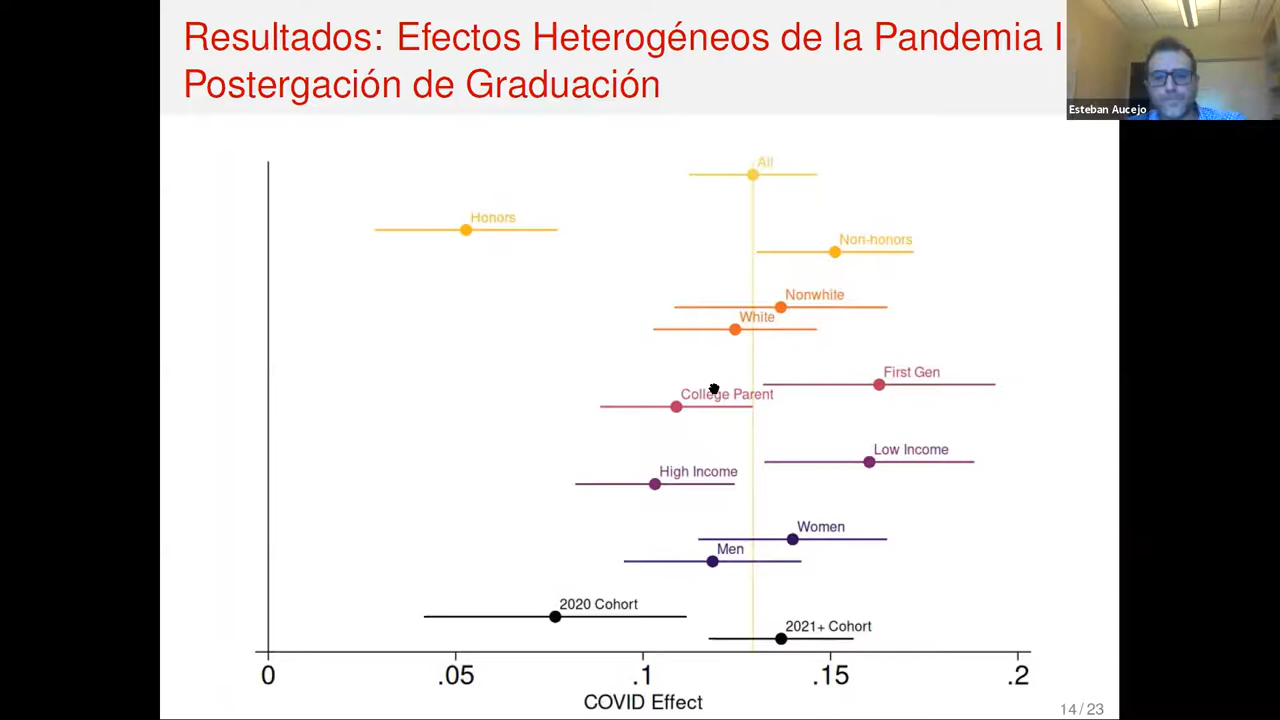 Resultados: Efectos Heterogéneos de la Pandemia I
Postergación de Graduación
Esteban Aucejo
All
Honors
Non-honors
Nonwhite
White
First Gen
College Parent
Low Income
High Income
Women
Men
2020 Cohort
2021+ Cohort
0 .05 .1 .15 .2
COVID Effect
14 / 23